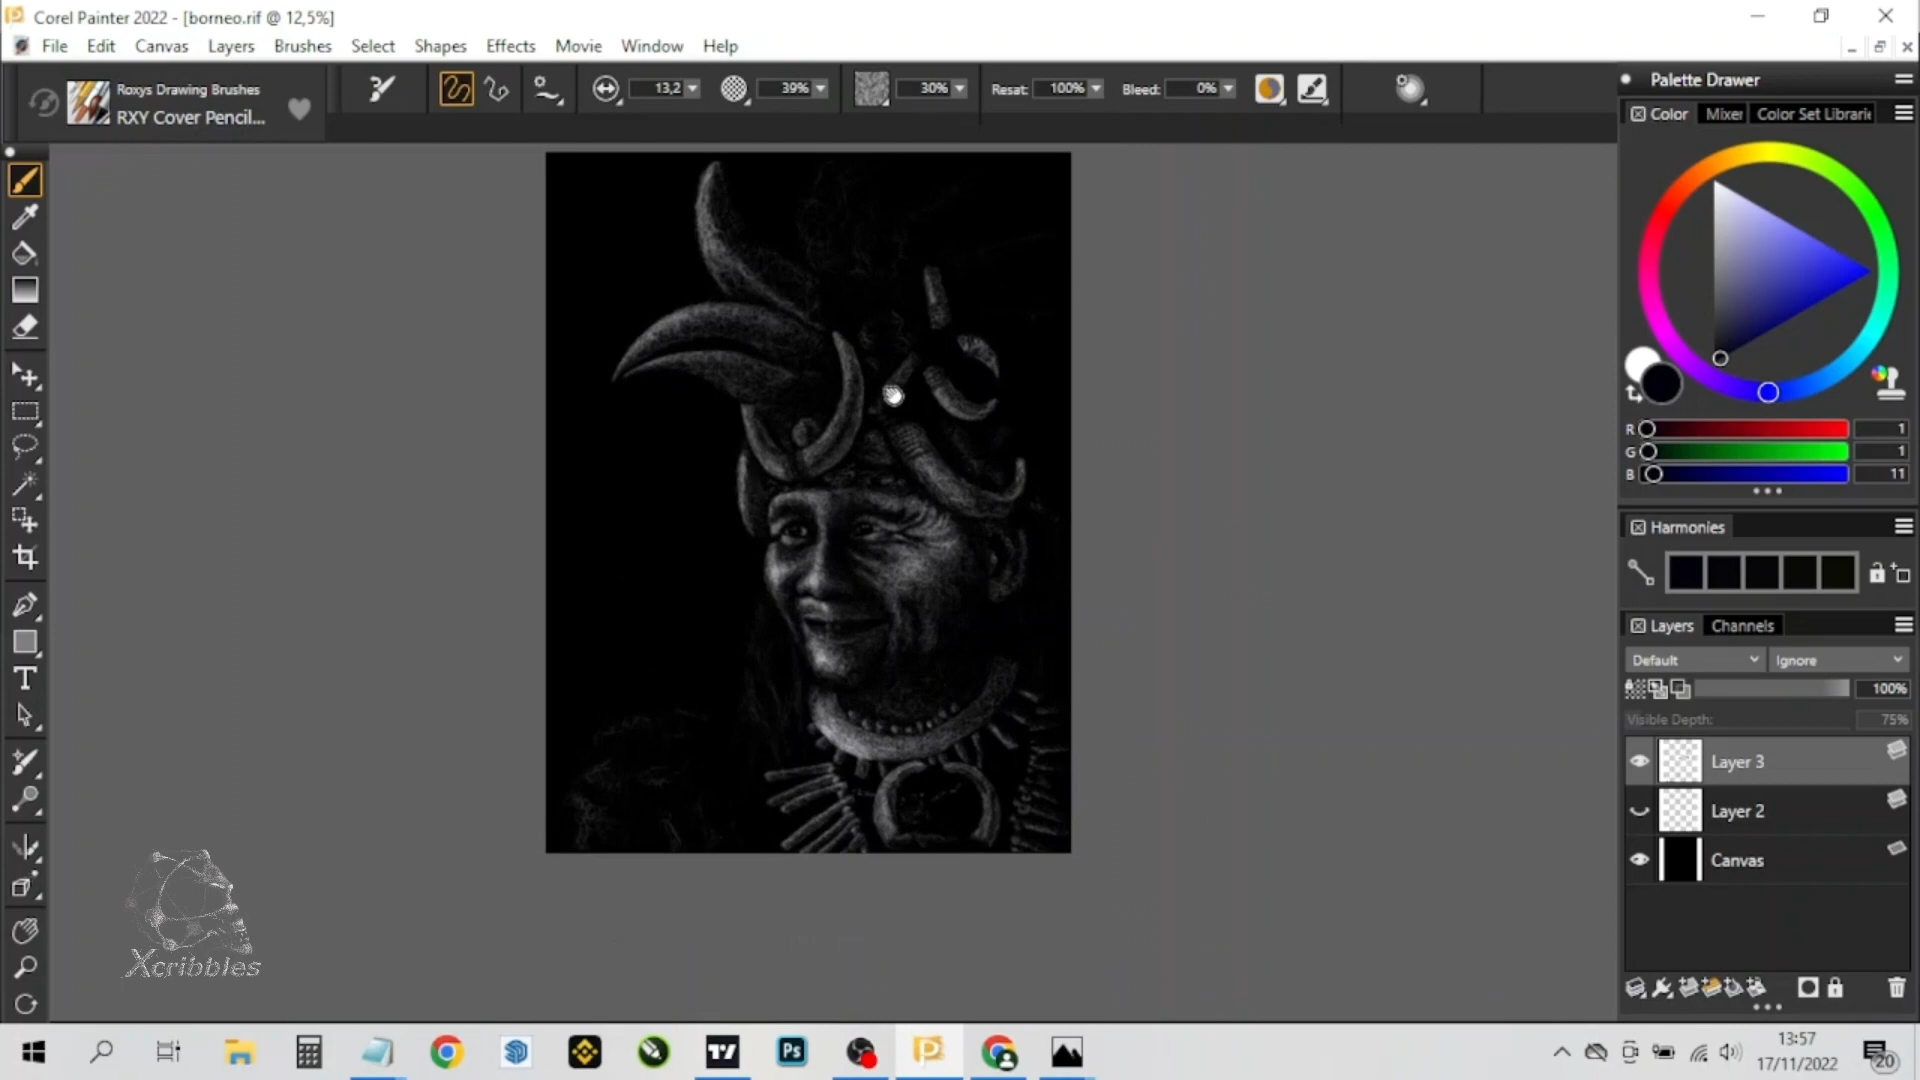 Corel Painter 2022 - [borneo.rif @ 12,5%]
File Edit Canvas Layers Brushes Select Shapes Effects Movie Window Help
Roxys Drawing Brushes
RXY Cover Pencil...
13,2
39%
30%
Resat: 100%
Bleed: 0%
Palette Drawer
Color Mixer Color Set Librarie
R 1
G 1
B 11
Harmonies
Layers Channels
Default Ignore
100%
Visible Depth: 75%
Layer 3
Layer 2
Canvas
T
Xcribbles
Ps
13:57
17/11/2022
20